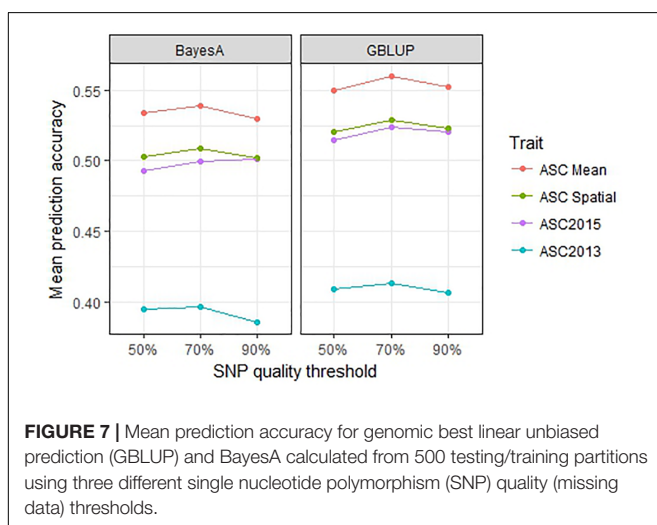 BayesA
GBLUP
0.55
0.50
0.45
0.40
Mean prediction accuracy
50%
70%
90%
50%
70%
90%
SNP quality threshold
Trait
ASC Mean
ASC Spatial
ASC2015
ASC2013
FIGURE 7 | Mean prediction accuracy for genomic best linear unbiased
prediction (GBLUP) and BayesA calculated from 500 testing/training partitions
using three different single nucleotide polymorphism (SNP) quality (missing
data) thresholds.